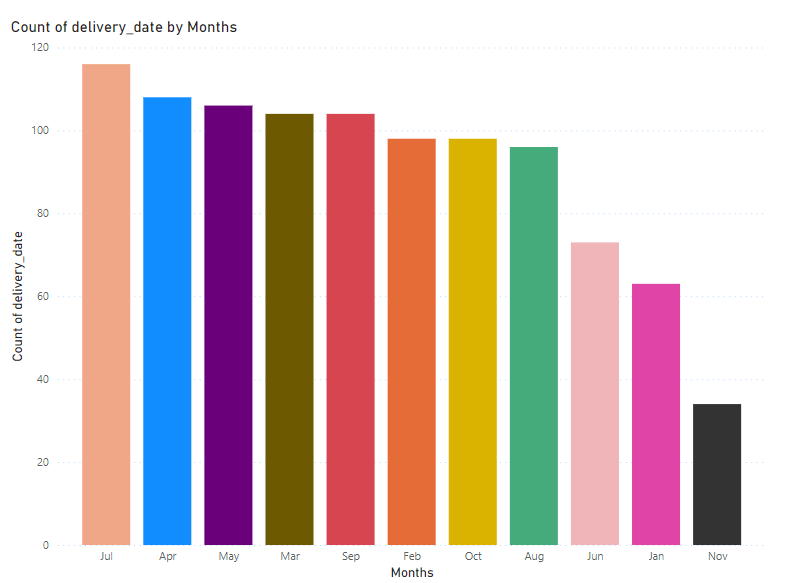 Count of delivery_date by Months
120
100
80
60
40
20
0
Count of delivery_date
Jul Apr May Mar Sep Feb Oct Aug Jun Jan Nov
Months